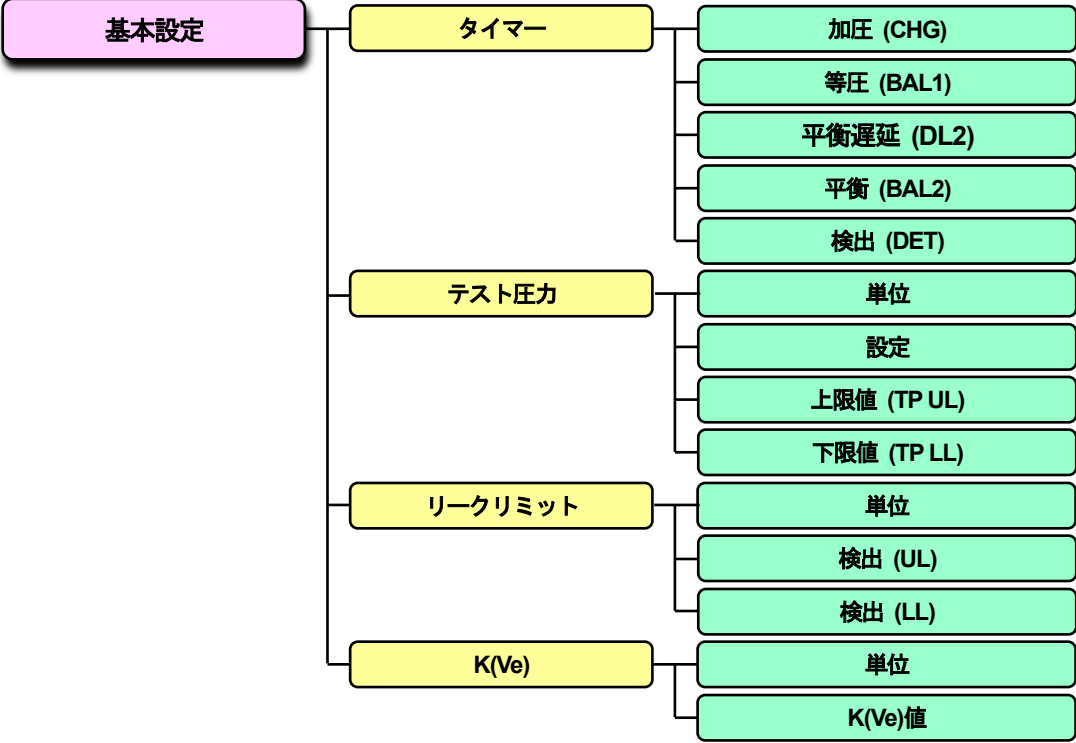 基本設定
タイマー
加圧 (CHG)
等圧 (BAL1)
平衡遅延 (DL2)
平衡 (BAL2)
検出 (DET)
テスト圧力
単位
設定
上限値 (TP UL)
下限値 (TP LL)
リークリミット
単位
検出 (UL)
検出 (LL)
K(Ve)
単位
K(Ve)値